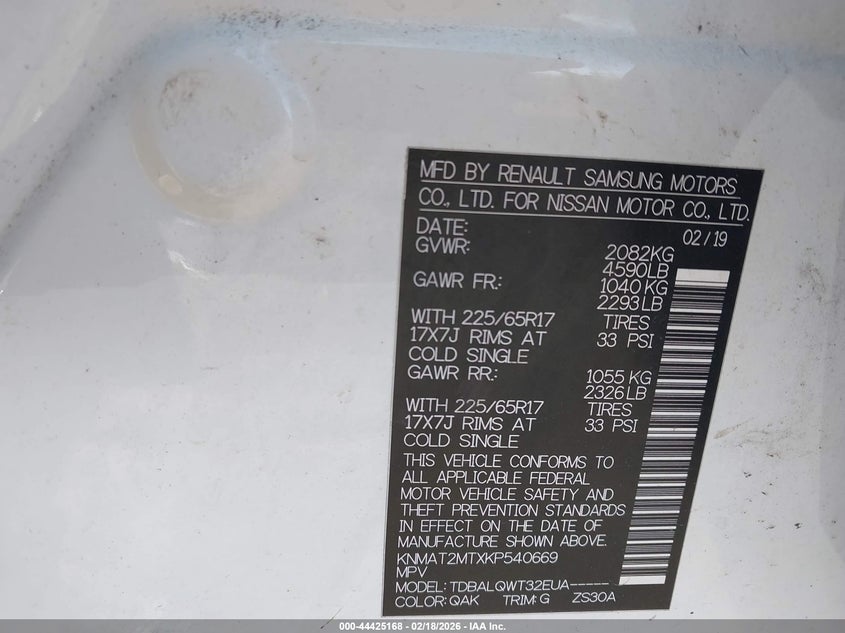 MFD BY RENAULT SAMSUNG MOTORS
CO., LTD. FOR NISSAN MOTOR CO., LTD.
DATE: 02/19
GVWR: 2082KG
4590LB
GAWR FR: 1040KG
2293LB
WITH 225/65R17 TIRES
17X7J RIMS AT 33 PSI
COLD SINGLE
GAWR RR: 1055KG
2326LB
WITH 225/65R17 TIRES
17X7J RIMS AT 33 PSI
COLD SINGLE
THIS VEHICLE CONFORMS TO
ALL APPLICABLE FEDERAL
MOTOR VEHICLE SAFETY AND
THEFT PREVENTION STANDARDS
IN EFFECT ON THE DATE OF
MANUFACTURE SHOWN ABOVE.
KNMAT2MTXKP540669
MPV
MODEL: TDBALQWT32EUA-----
COLOR: QAK TRIM: G ZS30A
000-44425168 - 02/18/2026 - IAA Inc.